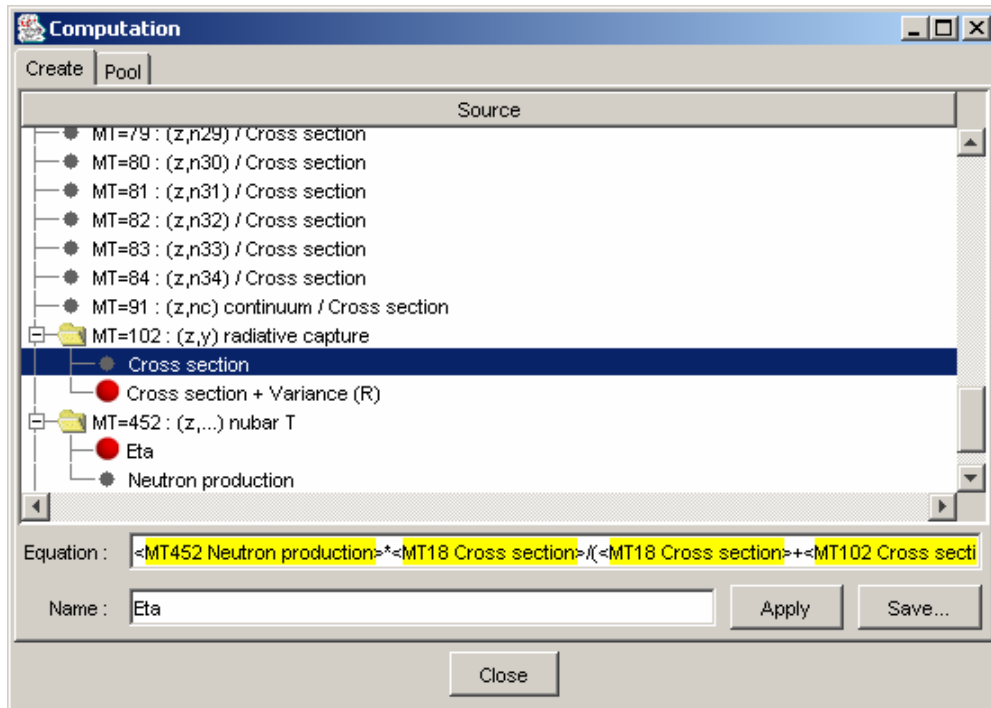 Computation
Create Pool
Source
MT=79 : (z,n29) / Cross section
MT=80 : (z,n30) / Cross section
MT=81 : (z,n31) / Cross section
MT=82 : (z,n32) / Cross section
MT=83 : (z,n33) / Cross section
MT=84 : (z,n34) / Cross section
MT=91 : (z,nc) continuum / Cross section
MT=102 : (z,y) radiative capture
Cross section
Cross section + Variance (R)
MT=452 : (z,...) nubar T
Eta
Neutron production
Equation : <MT452 Neutron production>*<MT18 Cross section>/(<MT18 Cross section>+<MT102 Cross secti
Name : Eta Apply Save...
Close